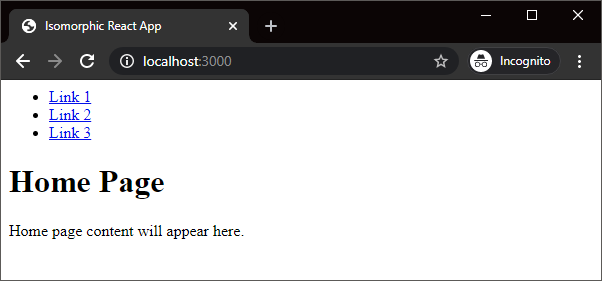 Isomorphic React App
localhost:3000
Incognito
Link 1
Link 2
Link 3
Home Page
Home page content will appear here.